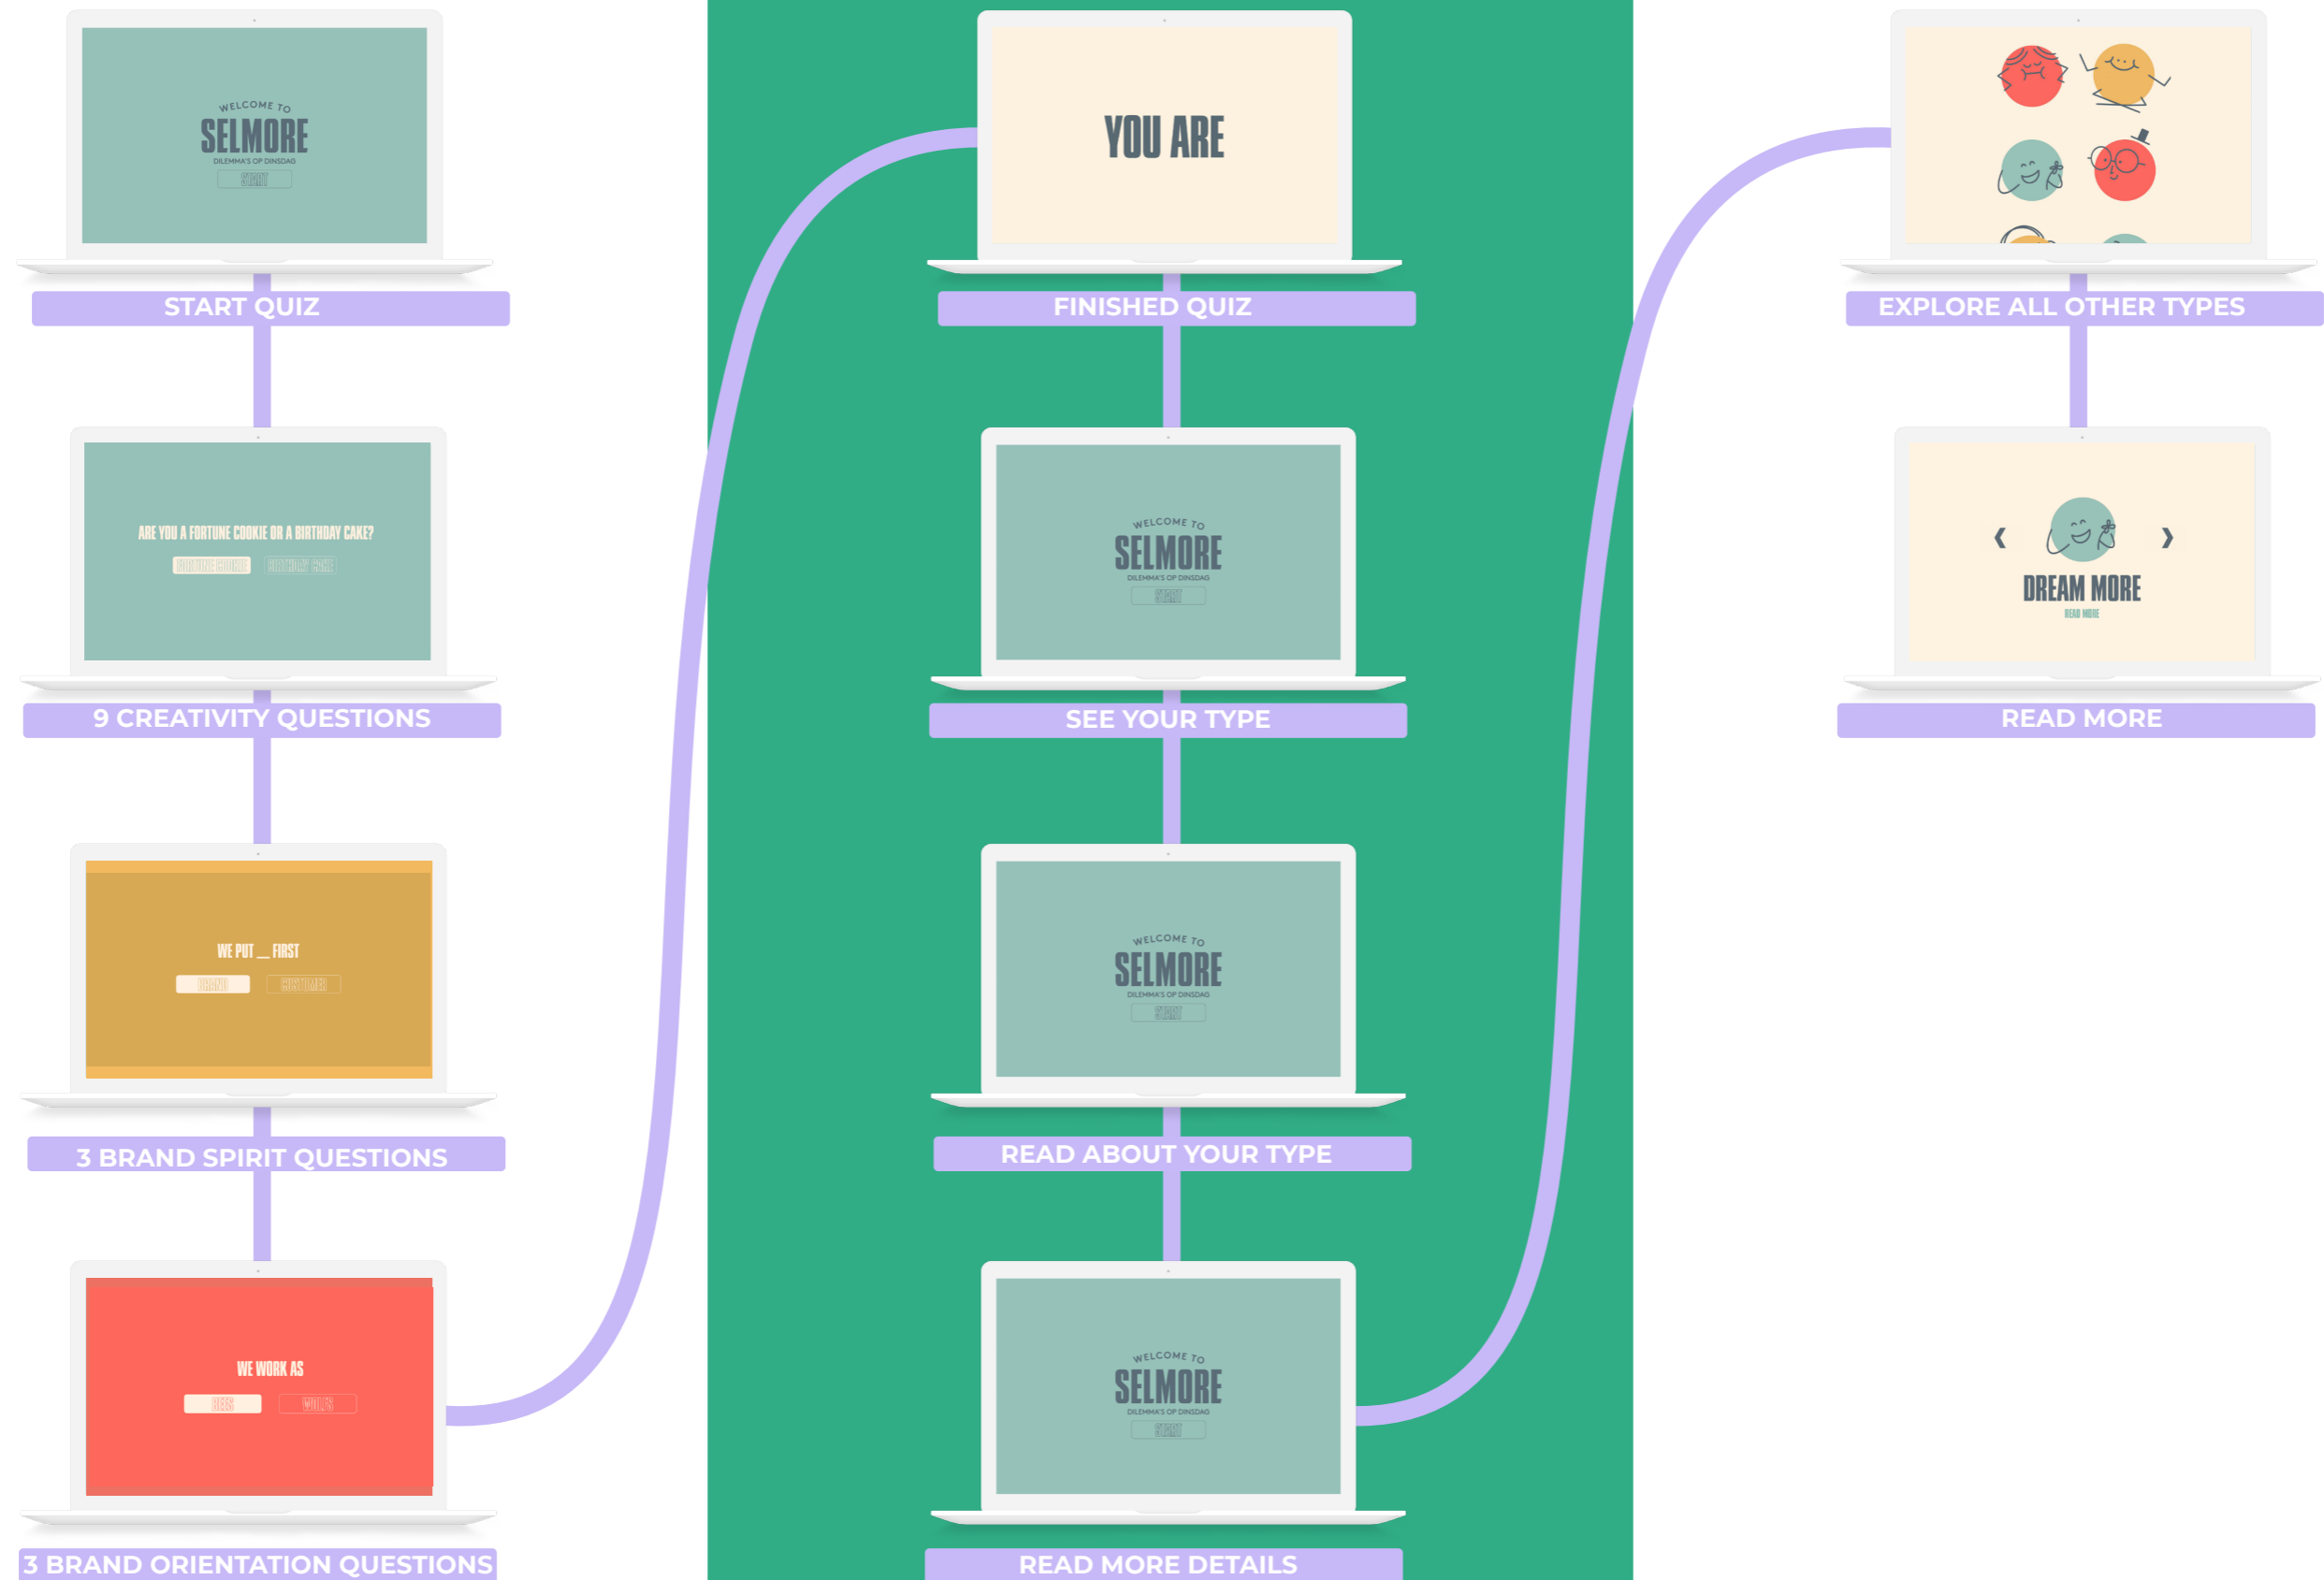 WELCOME TO
SELMORE
DILEMMA'S OP DINSDAG
START
START QUIZ
ARE YOU A FORTUNE COOKIE OR A BIRTHDAY CAKE?
FORTUNE COOKIE
BIRTHDAY CAKE
9 CREATIVITY QUESTIONS
WE PUT __ FIRST
BRAND
CUSTOMER
3 BRAND SPIRIT QUESTIONS
WE WORK AS
BEES
3 BRAND ORIENTATION QUESTIONS
YOU ARE
FINISHED QUIZ
WELCOME TO
SELMORE
DILEMMA'S OP DINSDAG
START
SEE YOUR TYPE
WELCOME TO
SELMORE
DILEMMA'S OP DINSDAG
START
READ ABOUT YOUR TYPE
WELCOME TO
SELMORE
DILEMMA'S OP DINSDAG
START
READ MORE DETAILS
EXPLORE ALL OTHER TYPES
DREAM MORE
READ MORE
READ MORE